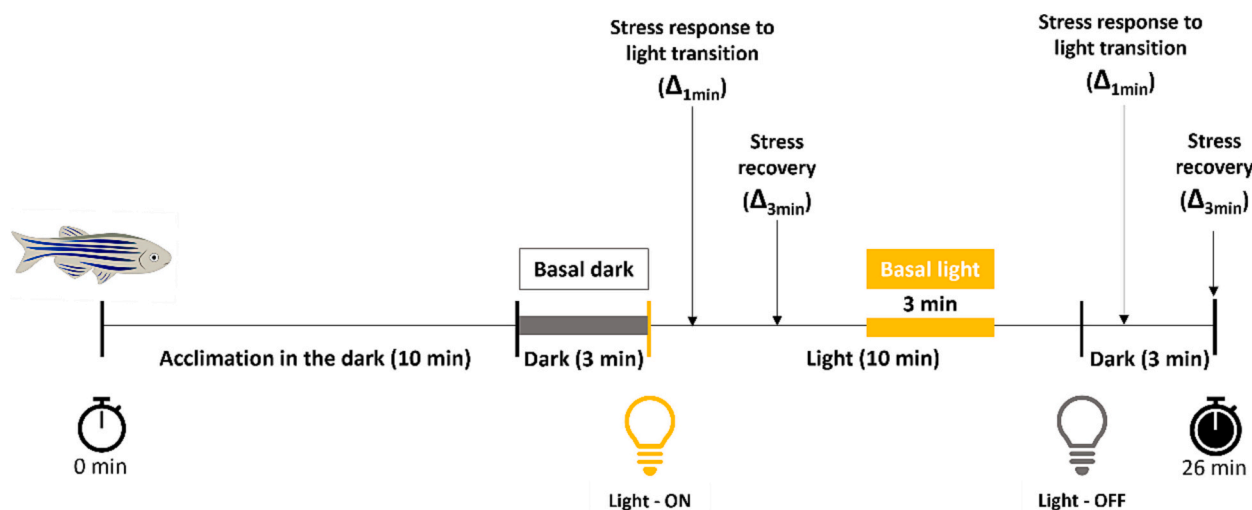 Stress response to
light transition
(Δ1min)
Stress response to
light transition
(Δ1min)
Stress
recovery
(Δ3min)
Stress
recovery
(Δ3min)
Basal dark
Basal light
3 min
Acclimation in the dark (10 min)
Dark (3 min)
Light (10 min)
Dark (3 min)
0 min
26 min
Light - ON
Light - OFF